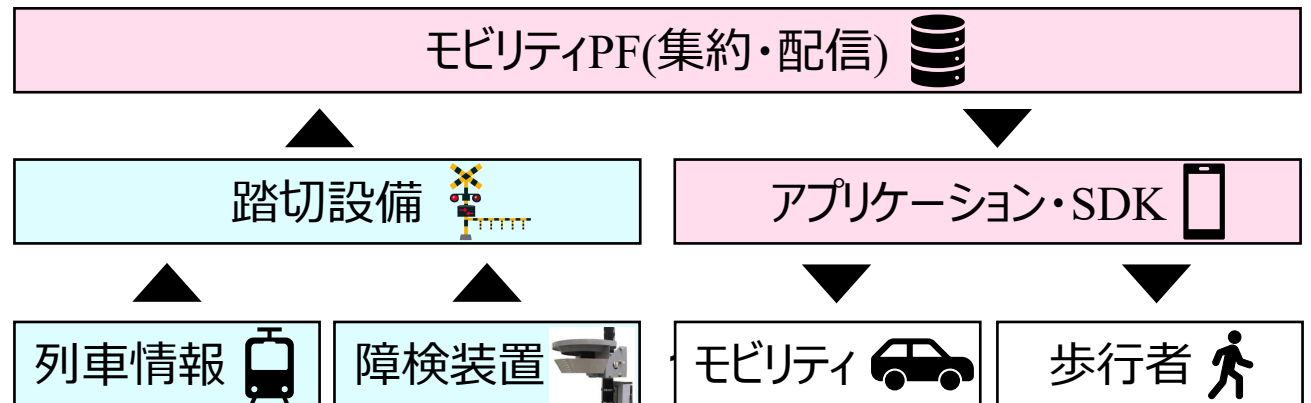 モビリティPF(集約・配信)
踏切設備
アプリケーション・SDK
列車情報
障検装置
モビリティ
歩行者